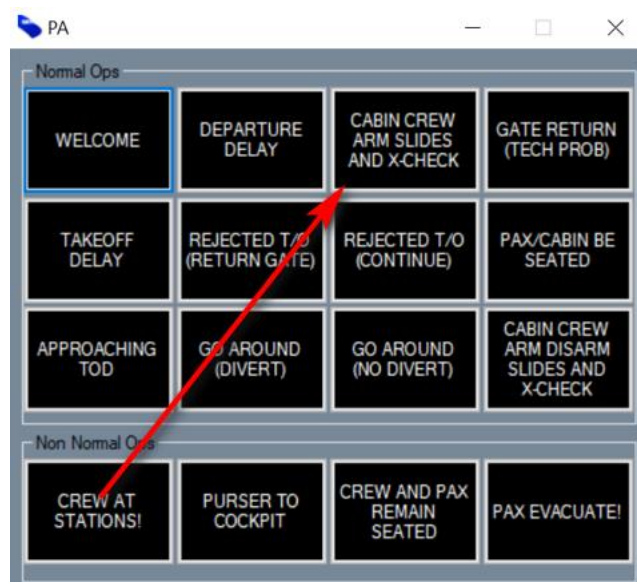 PA
Normal Ops
WELCOME
DEPARTURE
DELAY
CABIN CREW
ARM SLIDES
AND X-CHECK
GATE RETURN
(TECH PROB)
TAKEOFF
DELAY
REJECTED T/O
(RETURN GATE)
REJECTED T/O
(CONTINUE)
PAX/CABIN BE
SEATED
APPROACHING
TOD
GO AROUND
(DIVERT)
GO AROUND
(NO DIVERT)
CABIN CREW
ARM DISARM
SLIDES AND
X-CHECK
Non Normal Ops
CREW AT
STATIONS!
PURSER TO
COCKPIT
CREW AND PAX
REMAIN
SEATED
PAX EVACUATE!